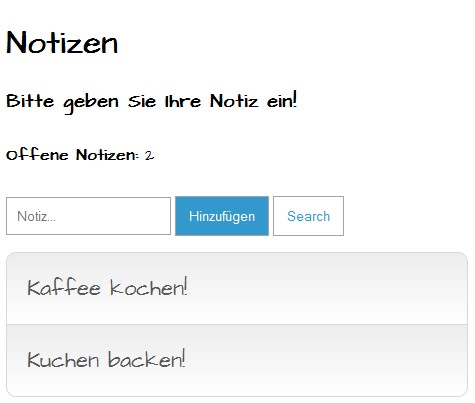 Notizen
Bitte geben Sie Ihre Notiz ein!
Offene Notizen: 2
Notiz... Hinzufügen Search
Kaffee kochen!
Kuchen backen!